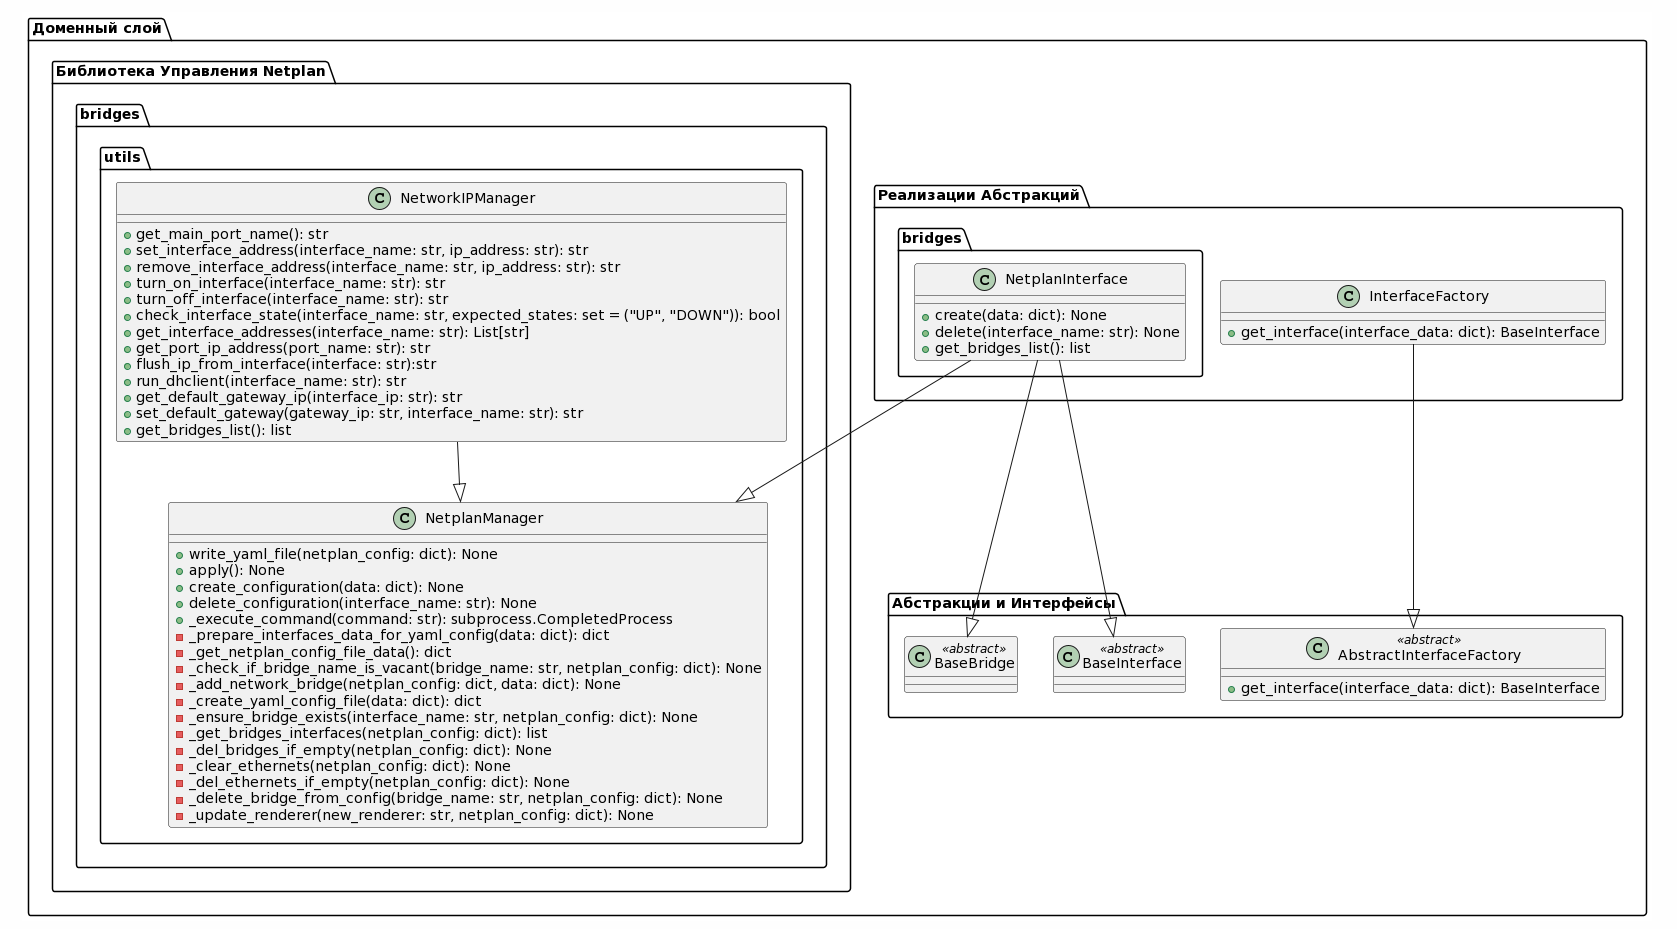 Доменный слой
Библиотека Управления Netplan
bridges
utils
NetworkIPManager
get_main_port_name(): str
set_interface_address(interface_name: str, ip_address: str): str
remove_interface_address(interface_name: str, ip_address: str): str
turn_on_interface(interface_name: str): str
turn_off_interface(interface_name: str): str
check_interface_state(interface_name: str, expected_states: set = ("UP", "DOWN")): bool
get_interface_addresses(interface_name: str): List[str]
get_port_ip_address(port_name: str): str
flush_ip_from_interface(interface: str):str
run_dhclient(interface_name: str): str
get_default_gateway_ip(interface_ip: str): str
set_default_gateway(gateway_ip: str, interface_name: str): str
get_bridges_list(): list
NetplanManager
write_yaml_file(netplan_config: dict): None
apply(): None
create_configuration(data: dict): None
delete_configuration(interface_name: str): None
_execute_command(command: str): subprocess.CompletedProcess
_prepare_interfaces_data_for_yaml_config(data: dict): dict
_get_netplan_config_file_data(): dict
_check_if_bridge_name_is_vacant(bridge_name: str, netplan_config: dict): None
_add_network_bridge(netplan_config: dict, data: dict): None
_create_yaml_config_file(data: dict): dict
_ensure_bridge_exists(interface_name: str, netplan_config: dict): None
_get_bridges_interfaces(netplan_config: dict): list
_del_bridges_if_empty(netplan_config: dict): None
_clear_ethernets(netplan_config: dict): None
_del_ethernets_if_empty(netplan_config: dict): None
_delete_bridge_from_config(bridge_name: str, netplan_config: dict): None
_update_renderer(new_renderer: str, netplan_config: dict): None
Реализации Абстракций
bridges
NetplanInterface
create(data: dict): None
delete(interface_name: str): None
get_bridges_list(): list
InterfaceFactory
get_interface(interface_data: dict): BaseInterface
Абстракции и Интерфейсы
«abstract»
BaseBridge
«abstract»
BaseInterface
«abstract»
AbstractInterfaceFactory
get_interface(interface_data: dict): BaseInterface